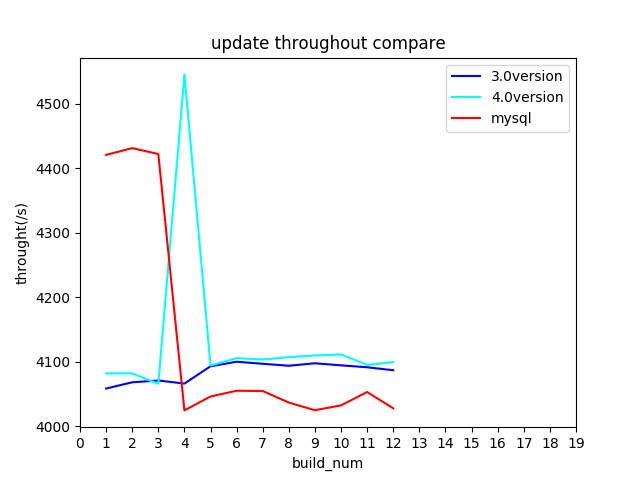 update throughout compare
3.0version
4.0version
mysql
throught(/s)
4500
4400
4300
4200
4100
4000
0 1 2 3 4 5 6 7 8 9 10 11 12 13 14 15 16 17 18 19
build_num